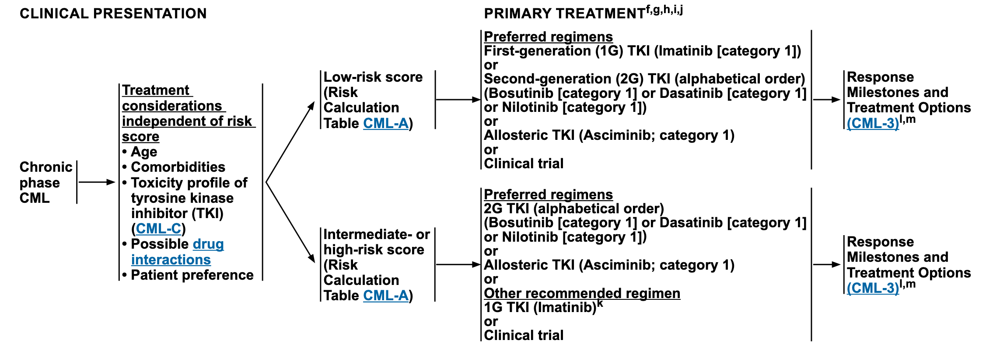 CLINICAL PRESENTATION
PRIMARY TREATMENTf,g,h,i,j
Chronic
phase
CML
Treatment
considerations
independent of risk
score
• Age
• Comorbidities
• Toxicity profile of
tyrosine kinase
inhibitor (TKI)
(CML-C)
• Possible drug
interactions
• Patient preference
Low-risk score
(Risk
Calculation
Table CML-A)
Preferred regimens
First-generation (1G) TKI (Imatinib [category 1])
or
Second-generation (2G) TKI (alphabetical order)
(Bosutinib [category 1] or Dasatinib [category 1]
or Nilotinib [category 1])
or
Allosteric TKI (Asciminib; category 1)
or
Clinical trial
Response
Milestones and
Treatment Options
(CML-3)l,m
Intermediate- or
high-risk score
(Risk
Calculation
Table CML-A)
Preferred regimens
2G TKI (alphabetical order)
(Bosutinib [category 1] or Dasatinib [category 1]
or Nilotinib [category 1])
or
Allosteric TKI (Asciminib; category 1)
or
Other recommended regimen
1G TKI (Imatinib)k
or
Clinical trial
Response
Milestones and
Treatment Options
(CML-3)l,m